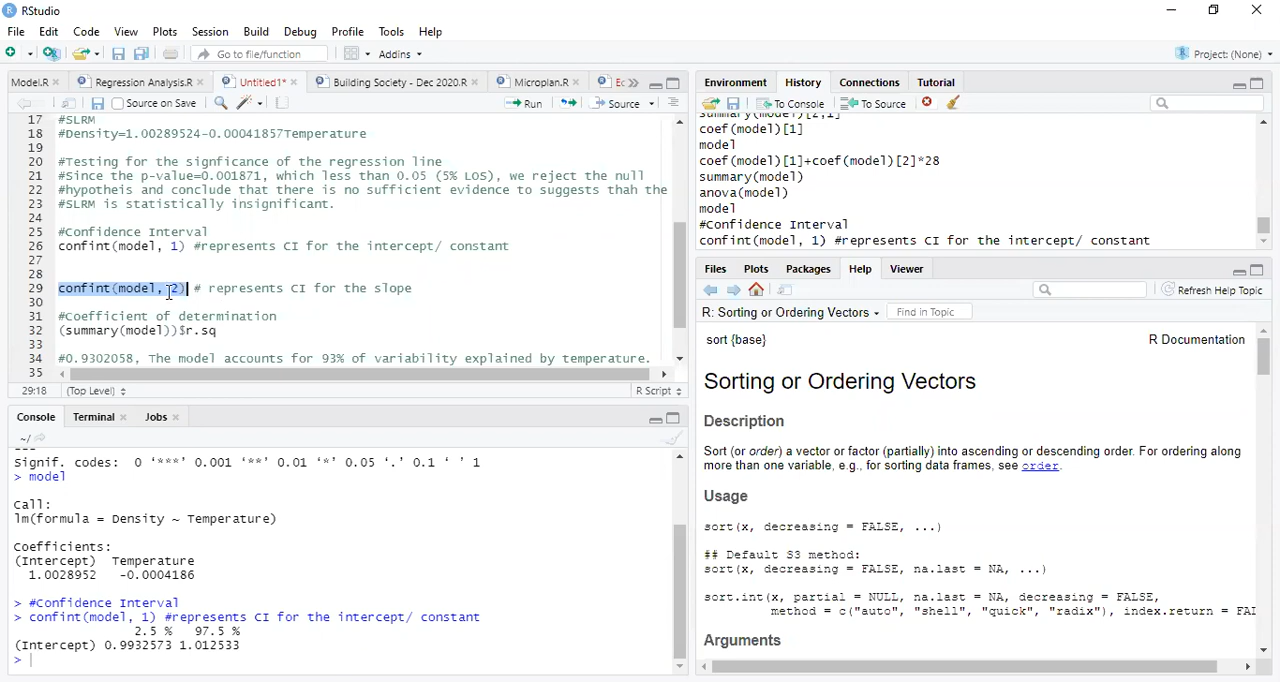 RStudio
File Edit Code View Plots Session Build Debug Profile Tools Help
Go to file/function Addins Project: (None)
Model.R Regression Analysis.R Untitled1* Building Society - Dec 2020.R Microplan.R Ec
Source on Save Run Source
17 #SLRM
18 #Density=1.00289524-0.00041857Temperature
19
20 #Testing for the signficance of the regression line
21 #Since the p-value=0.001871, which less than 0.05 (5% LOS), we reject the null
22 #hypotheis and conclude that there is no sufficient evidence to suggests thah the
23 #SLRM is statistically insignificant.
24
25 #Confidence Interval
26 confint(model, 1) #represents CI for the intercept/ constant
27
28
29 confint(model, 2) # represents CI for the slope
30
31 #Coefficient of determination
32 (summary(model))$r.sq
33
34 #0.9302058, The model accounts for 93% of variability explained by temperature.
35
29:18 (Top Level) R Script
Console Terminal Jobs
~/
Signif. codes: 0 ‘***’ 0.001 ‘**’ 0.01 ‘*’ 0.05 ‘.’ 0.1 ‘ ’ 1
> model
Call:
lm(formula = Density ~ Temperature)
Coefficients:
(Intercept) Temperature
1.0028952 -0.0004186
> #Confidence Interval
> confint(model, 1) #represents CI for the intercept/ constant
2.5 % 97.5 %
(Intercept) 0.9932573 1.012533
>
Environment History Connections Tutorial
To Console To Source
summary(model)[2,1]
coef(model)[1]
model
coef(model)[1]+coef(model)[2]*28
summary(model)
anova(model)
model
#Confidence Interval
confint(model, 1) #represents CI for the intercept/ constant
Files Plots Packages Help Viewer
Refresh Help Topic
R: Sorting or Ordering Vectors Find in Topic
sort {base} R Documentation
Sorting or Ordering Vectors
Description
Sort (or order) a vector or factor (partially) into ascending or descending order. For ordering along
more than one variable, e.g., for sorting data frames, see order.
Usage
sort(x, decreasing = FALSE, ...)
## Default S3 method:
sort(x, decreasing = FALSE, na.last = NA, ...)
sort.int(x, partial = NULL, na.last = NA, decreasing = FALSE,
method = c("auto", "shell", "quick", "radix"), index.return = FAL
Arguments